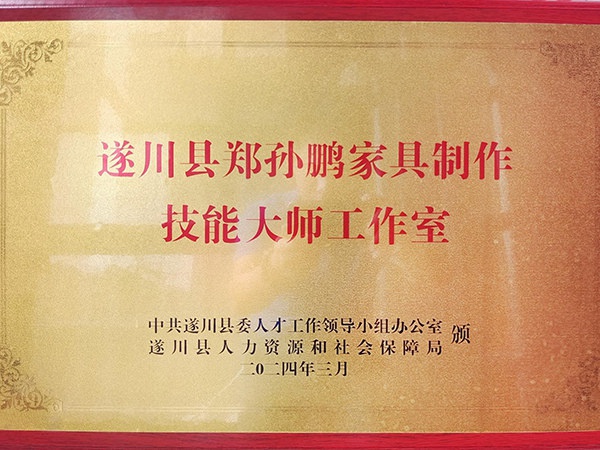 遂川县郑孙鹏家具制作
技能大师工作室
中共遂川县委人才工作领导小组办公室
遂川县人力资源和社会保障局
颁
二0二四年三月